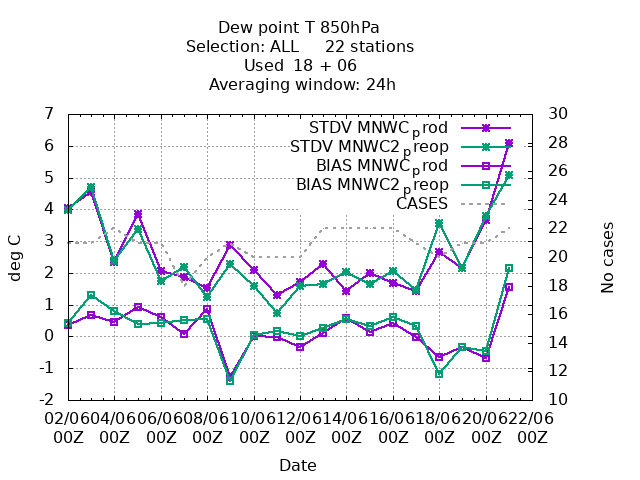 Dew point T 850hPa
Selection: ALL 22 stations
Used 18 + 06
Averaging window: 24h
7 30
STDV MNWCprod
6 28
STDV MNWC2preop
BIAS MNWCprod
5 26
BIAS MNWC2preop
4 24
CASES
3 22
2 20
1 18
0 16
-1 14
12
-2 10
deg C
No cases
02/06 04/06 06/06 08/06 10/06 12/06 14/06 16/06 18/06 20/06 22/06
00Z 00Z 00Z 00Z 00Z 00Z 00Z 00Z 00Z 00Z 00Z
Date